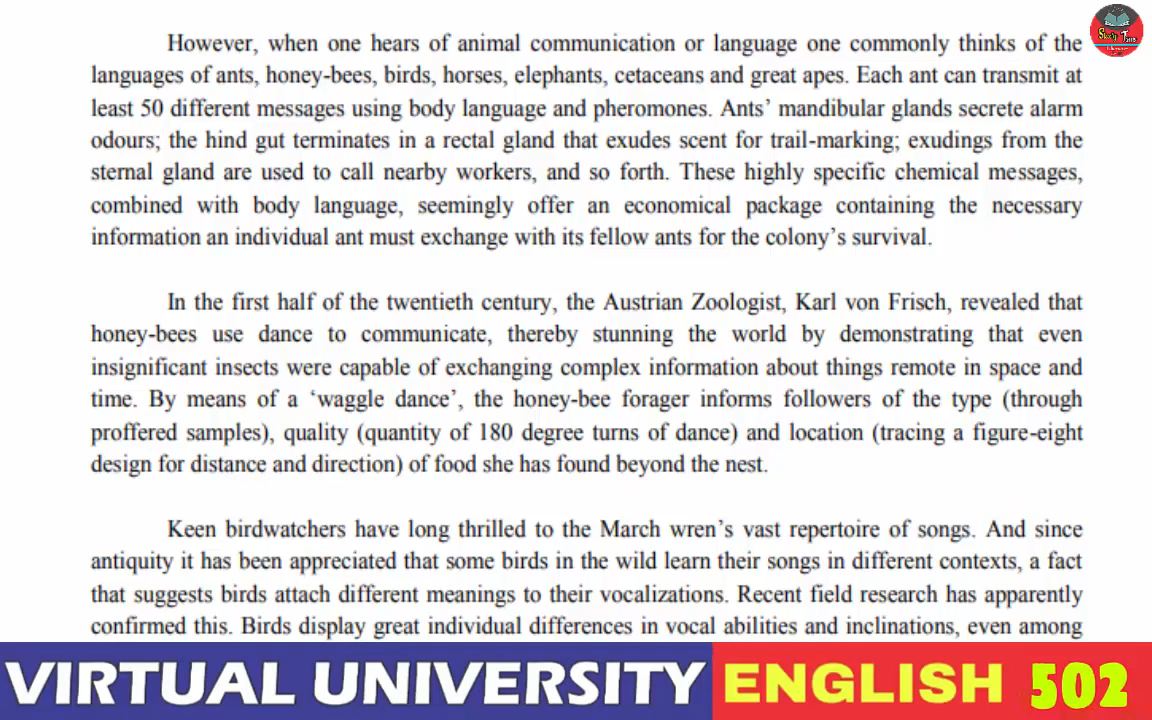 However, when one hears of animal communication or language one commonly thinks of the
languages of ants, honey-bees, birds, horses, elephants, cetaceans and great apes. Each ant can transmit at
least 50 different messages using body language and pheromones. Ants’ mandibular glands secrete alarm
odours; the hind gut terminates in a rectal gland that exudes scent for trail-marking; exudings from the
sternal gland are used to call nearby workers, and so forth. These highly specific chemical messages,
combined with body language, seemingly offer an economical package containing the necessary
information an individual ant must exchange with its fellow ants for the colony’s survival.
In the first half of the twentieth century, the Austrian Zoologist, Karl von Frisch, revealed that
honey-bees use dance to communicate, thereby stunning the world by demonstrating that even
insignificant insects were capable of exchanging complex information about things remote in space and
time. By means of a ‘waggle dance’, the honey-bee forager informs followers of the type (through
proffered samples), quality (quantity of 180 degree turns of dance) and location (tracing a figure-eight
design for distance and direction) of food she has found beyond the nest.
Keen birdwatchers have long thrilled to the March wren’s vast repertoire of songs. And since
antiquity it has been appreciated that some birds in the wild learn their songs in different contexts, a fact
that suggests birds attach different meanings to their vocalizations. Recent field research has apparently
confirmed this. Birds display great individual differences in vocal abilities and inclinations, even among
VIRTUAL UNIVERSITY ENGLISH 502